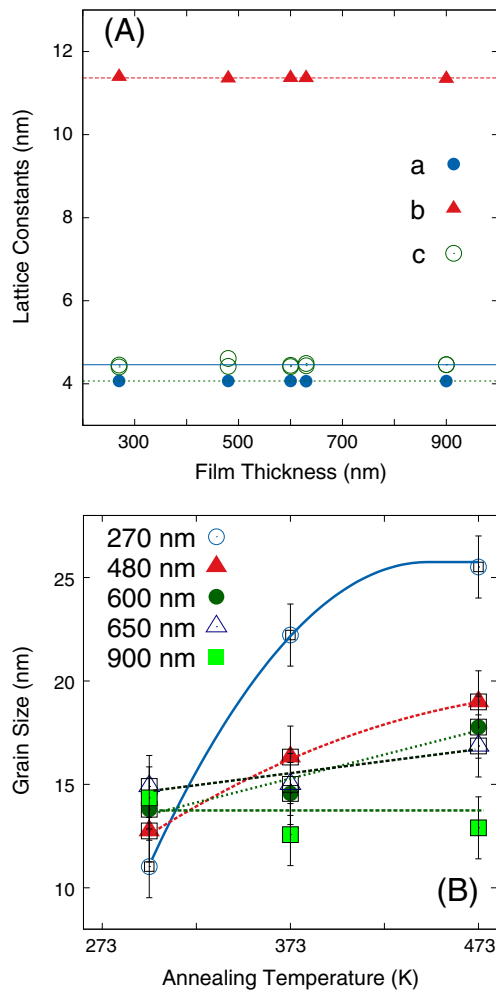 (A)
12
10
8
6
4
Lattice Constants (nm)
a
b
c
300 500 700 900
Film Thickness (nm)
270 nm
480 nm
600 nm
650 nm
900 nm
25
20
15
10
Grain Size (nm)
(B)
273 373 473
Annealing Temperature (K)